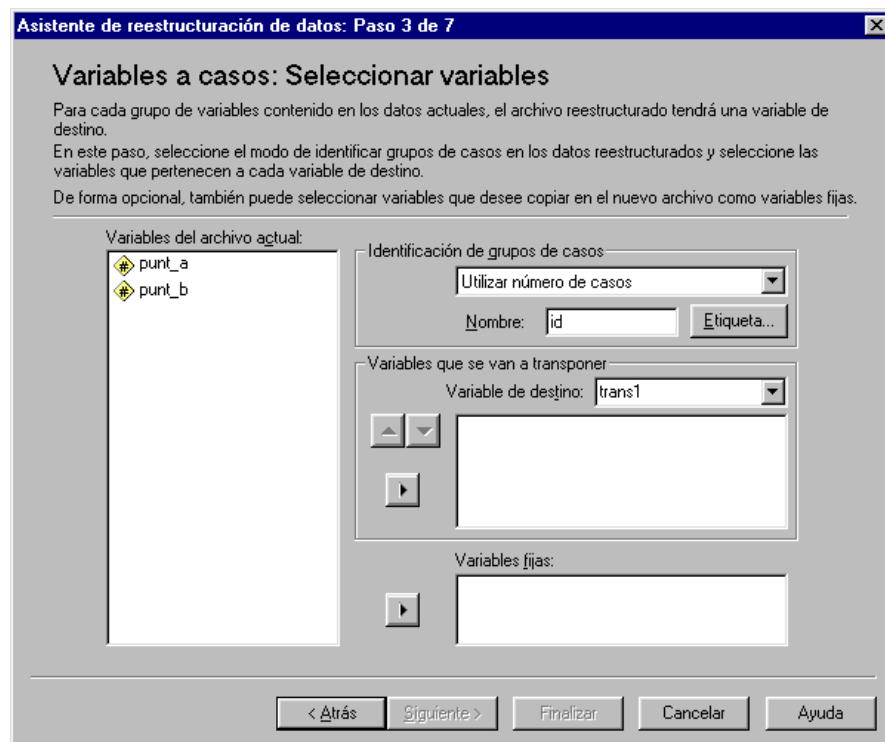 Asistente de reestructuración de datos: Paso 3 de 7
Variables a casos: Seleccionar variables
Para cada grupo de variables contenido en los datos actuales, el archivo reestructurado tendrá una variable de
destino.
En este paso, seleccione el modo de identificar grupos de casos en los datos reestructurados y seleccione las
variables que pertenecen a cada variable de destino.
De forma opcional, también puede seleccionar variables que desee copiar en el nuevo archivo como variables fijas.
Variables del archivo actual:
punt_a
punt_b
Identificación de grupos de casos
Utilizar número de casos
Nombre: id Etiqueta...
Variables que se van a transponer
Variable de destino: trans1
Variables fijas:
< Atrás Siguiente > Finalizar Cancelar Ayuda